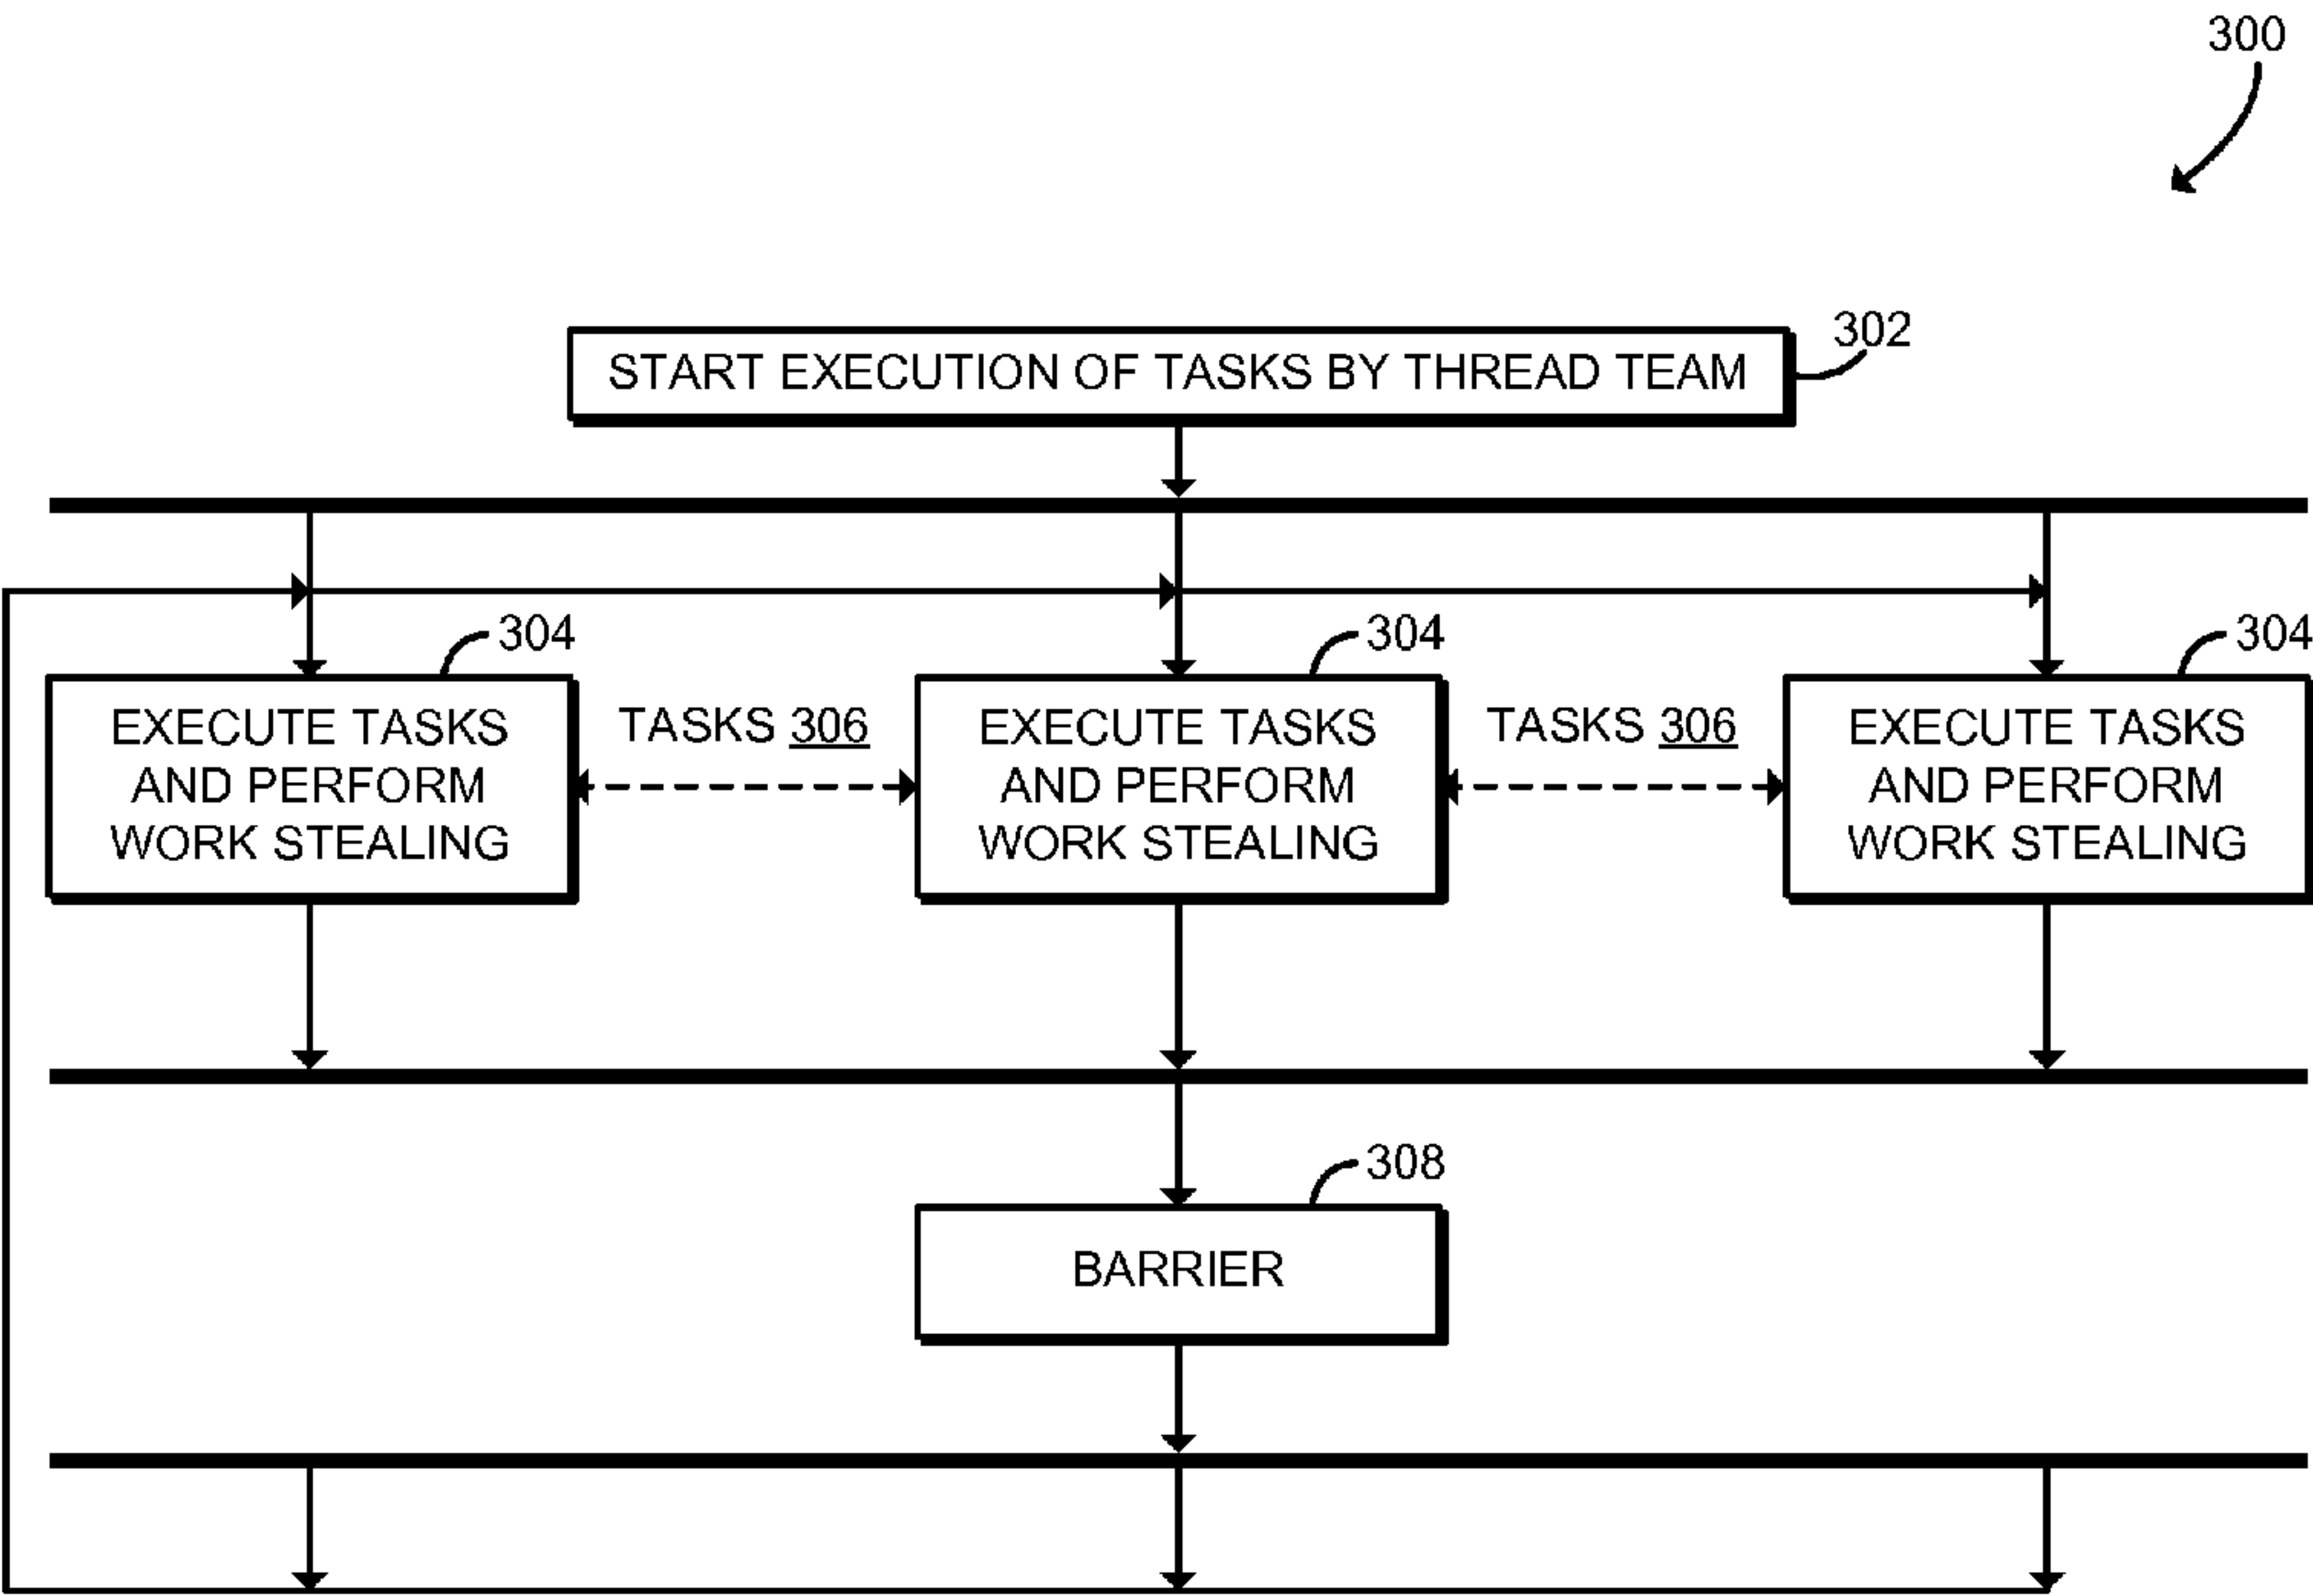 300
START EXECUTION OF TASKS BY THREAD TEAM
302
304
304
304
EXECUTE TASKS
AND PERFORM
WORK STEALING
TASKS 306
EXECUTE TASKS
AND PERFORM
WORK STEALING
TASKS 306
EXECUTE TASKS
AND PERFORM
WORK STEALING
308
BARRIER